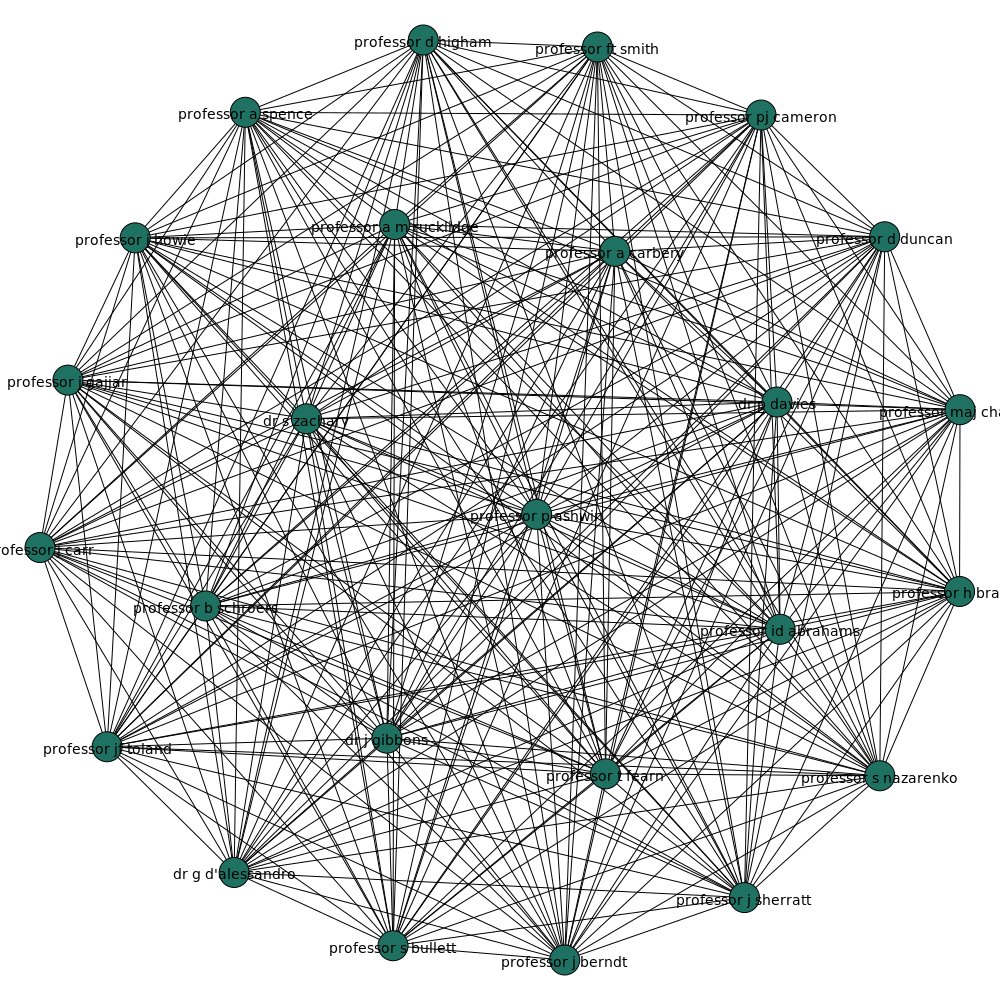 professor d higham
professor ft smith
professor a spence
professor pj cameron
professor a m rucklidge
professor j bowie
professor d duncan
professor a carbery
professor j gajjar
dr p davies
professor maj cha
dr s zachary
professor p ashwin
professor j carr
professor h bra
professor b schroers
professor id abrahams
dr j gibbons
professor jf toland
professor t fearn
professor s nazarenko
dr g d'alessandro
professor j sherratt
professor s bullett
professor j berndt